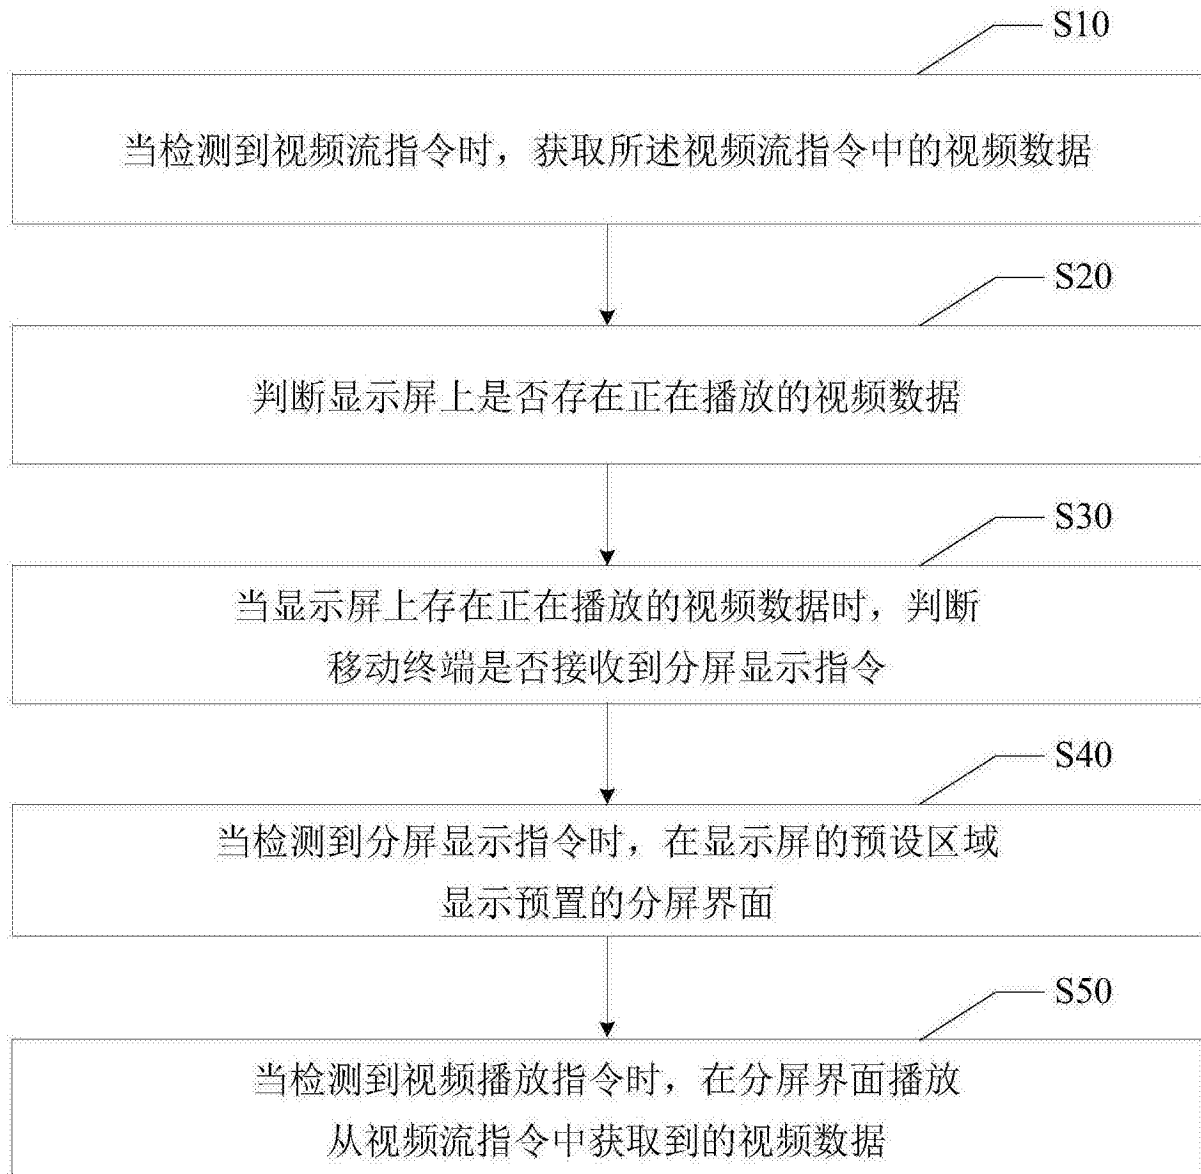 S10
当检测到视频流指令时，获取所述视频流指令中的视频数据
S20
判断显示屏上是否存在正在播放的视频数据
S30
当显示屏上存在正在播放的视频数据时，判断
移动终端是否接收到分屏显示指令
S40
当检测到分屏显示指令时，在显示屏的预设区域
显示预置的分屏界面
S50
当检测到视频播放指令时，在分屏界面播放
从视频流指令中获取到的视频数据